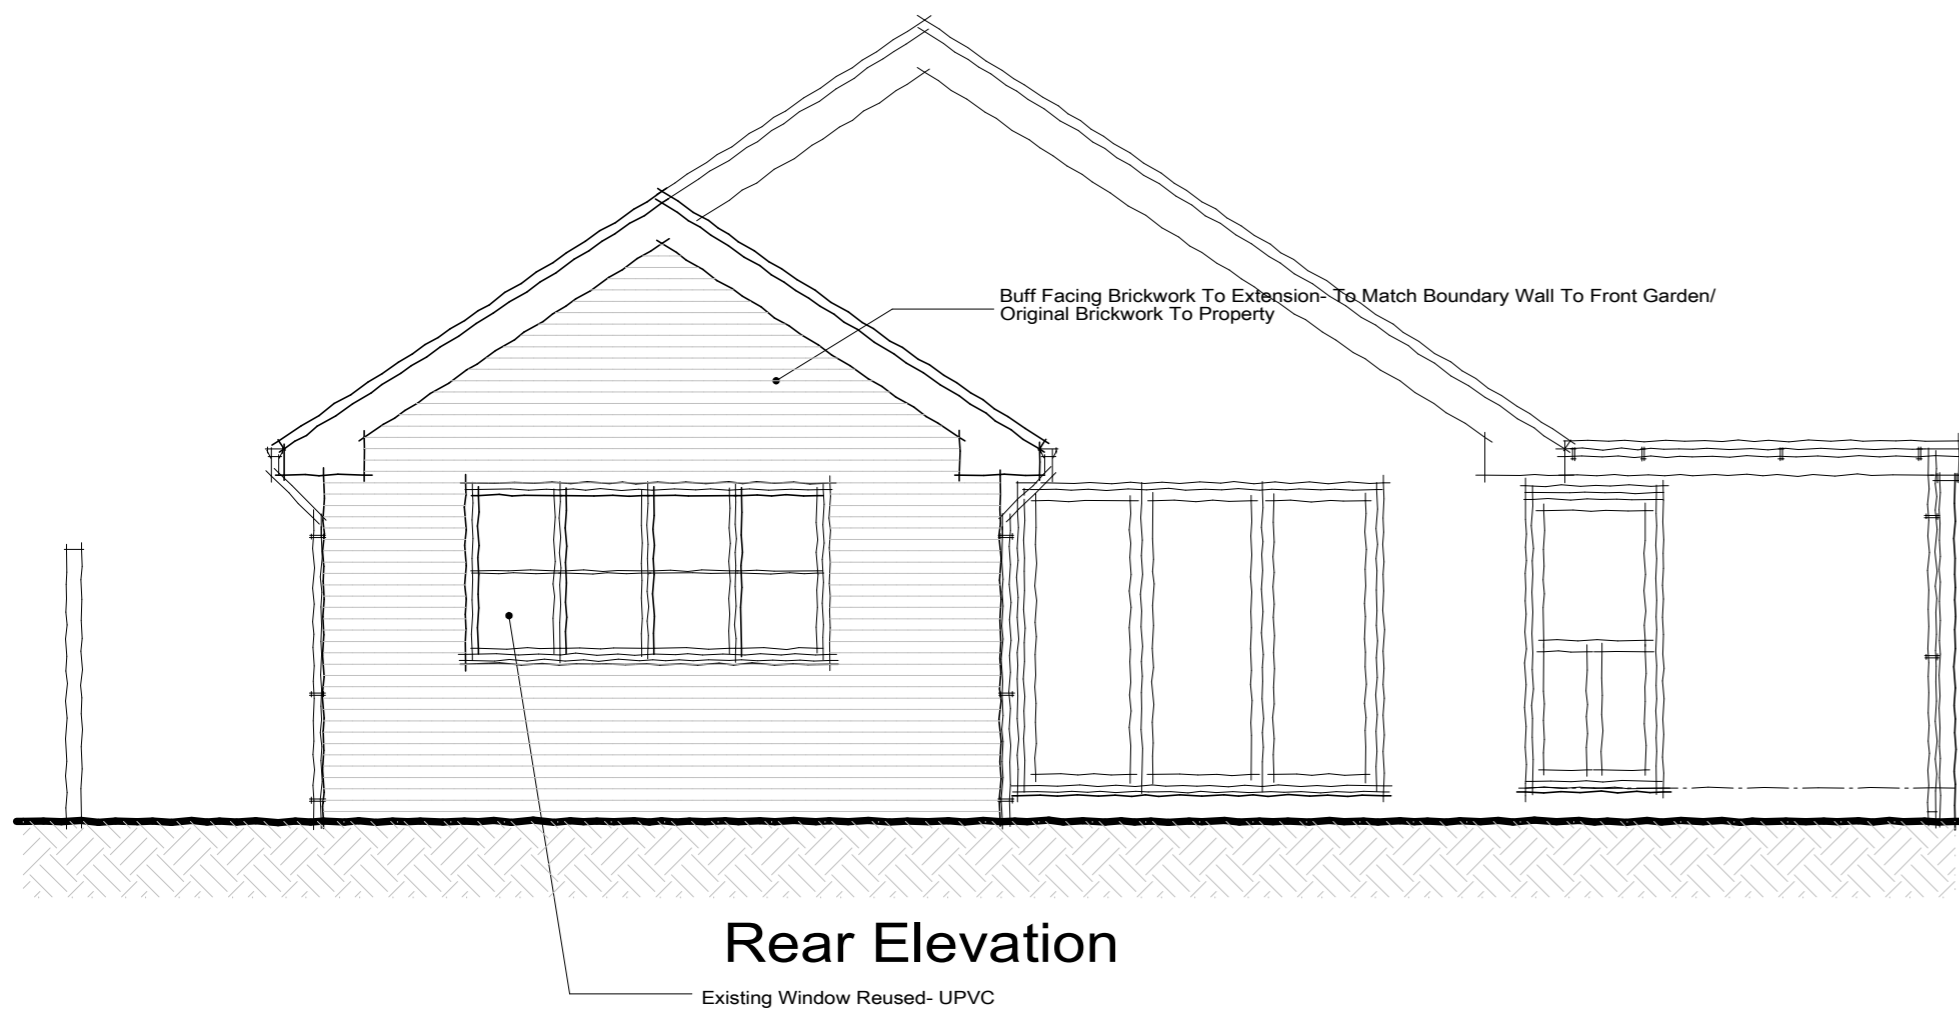 Buff Facing Brickwork To Extension- To Match Boundary Wall To Front Garden/
Original Brickwork To Property
Rear Elevation
Existing Window Reused- UPVC